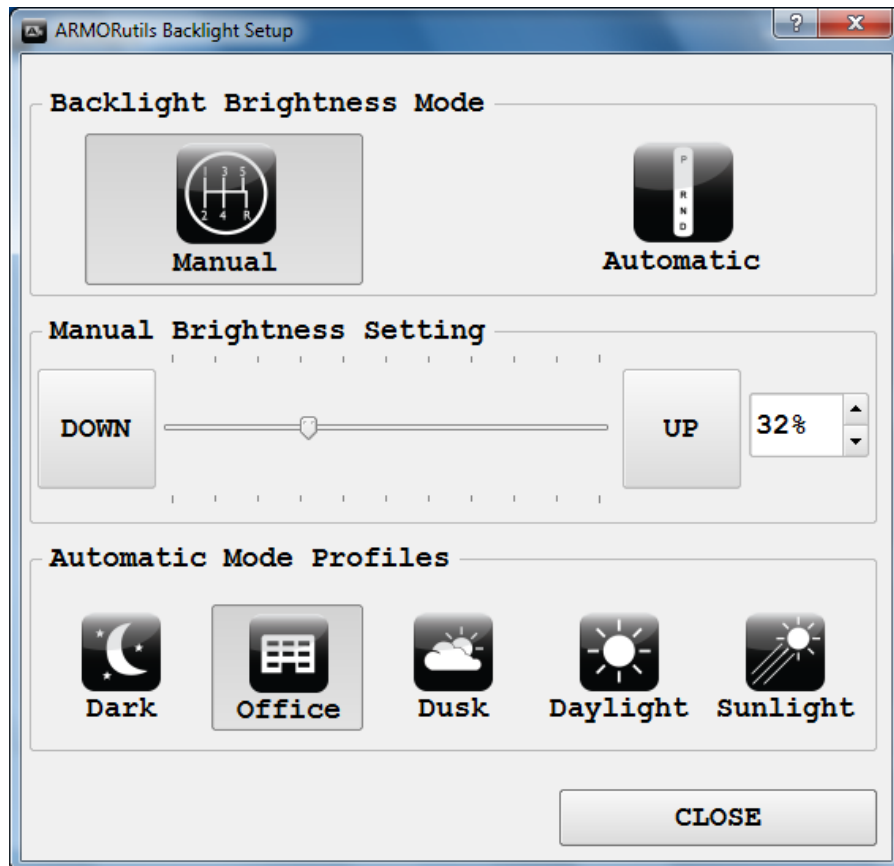 ARMORutils Backlight Setup
?
X
Backlight Brightness Mode
1 3 5
2 4 R
Manual
P
R
N
D
Automatic
Manual Brightness Setting
DOWN
UP
32%
Automatic Mode Profiles
Dark
Office
Dusk
Daylight
Sunlight
CLOSE